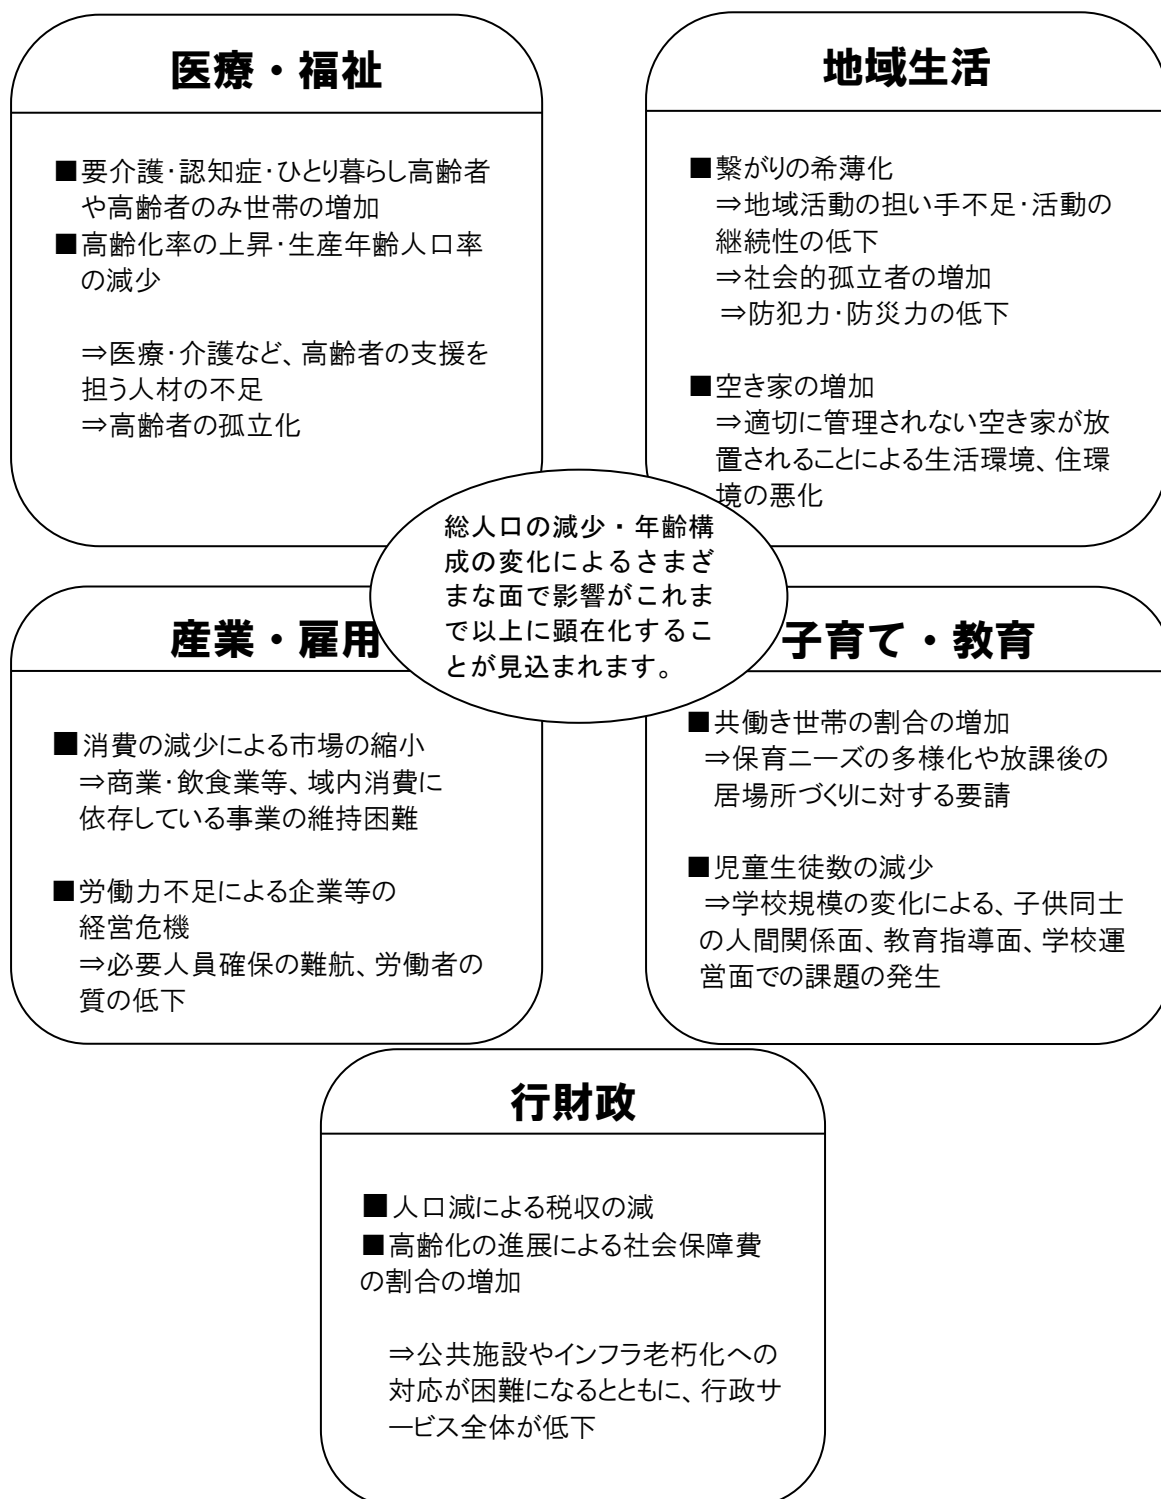 医療・福祉
■要介護・認知症・ひとり暮らし高齢者
や高齢者のみ世帯の増加
■高齢化率の上昇・生産年齢人口率
の減少
⇒医療・介護など、高齢者の支援を
担う人材の不足
⇒高齢者の孤立化
地域生活
■繋がりの希薄化
⇒地域活動の担い手不足・活動の
継続性の低下
⇒社会的孤立者の増加
⇒防犯力・防災力の低下
■空き家の増加
⇒適切に管理されない空き家が放
置されることによる生活環境、住環
境の悪化
総人口の減少・年齢構
成の変化によるさまざ
まな面で影響がこれま
で以上に顕在化するこ
とが見込まれます。
産業・雇用
■消費の減少による市場の縮小
⇒商業・飲食業等、域内消費に
依存している事業の維持困難
■労働力不足による企業等の
経営危機
⇒必要人員確保の難航、労働者の
質の低下
子育て・教育
■共働き世帯の割合の増加
⇒保育ニーズの多様化や放課後の
居場所づくりに対する要請
■児童生徒数の減少
⇒学校規模の変化による、子供同士
の人間関係面、教育指導面、学校運
営面での課題の発生
行財政
■人口減による税収の減
■高齢化の進展による社会保障費
の割合の増加
⇒公共施設やインフラ老朽化への
対応が困難になるとともに、行政サ
ービス全体が低下